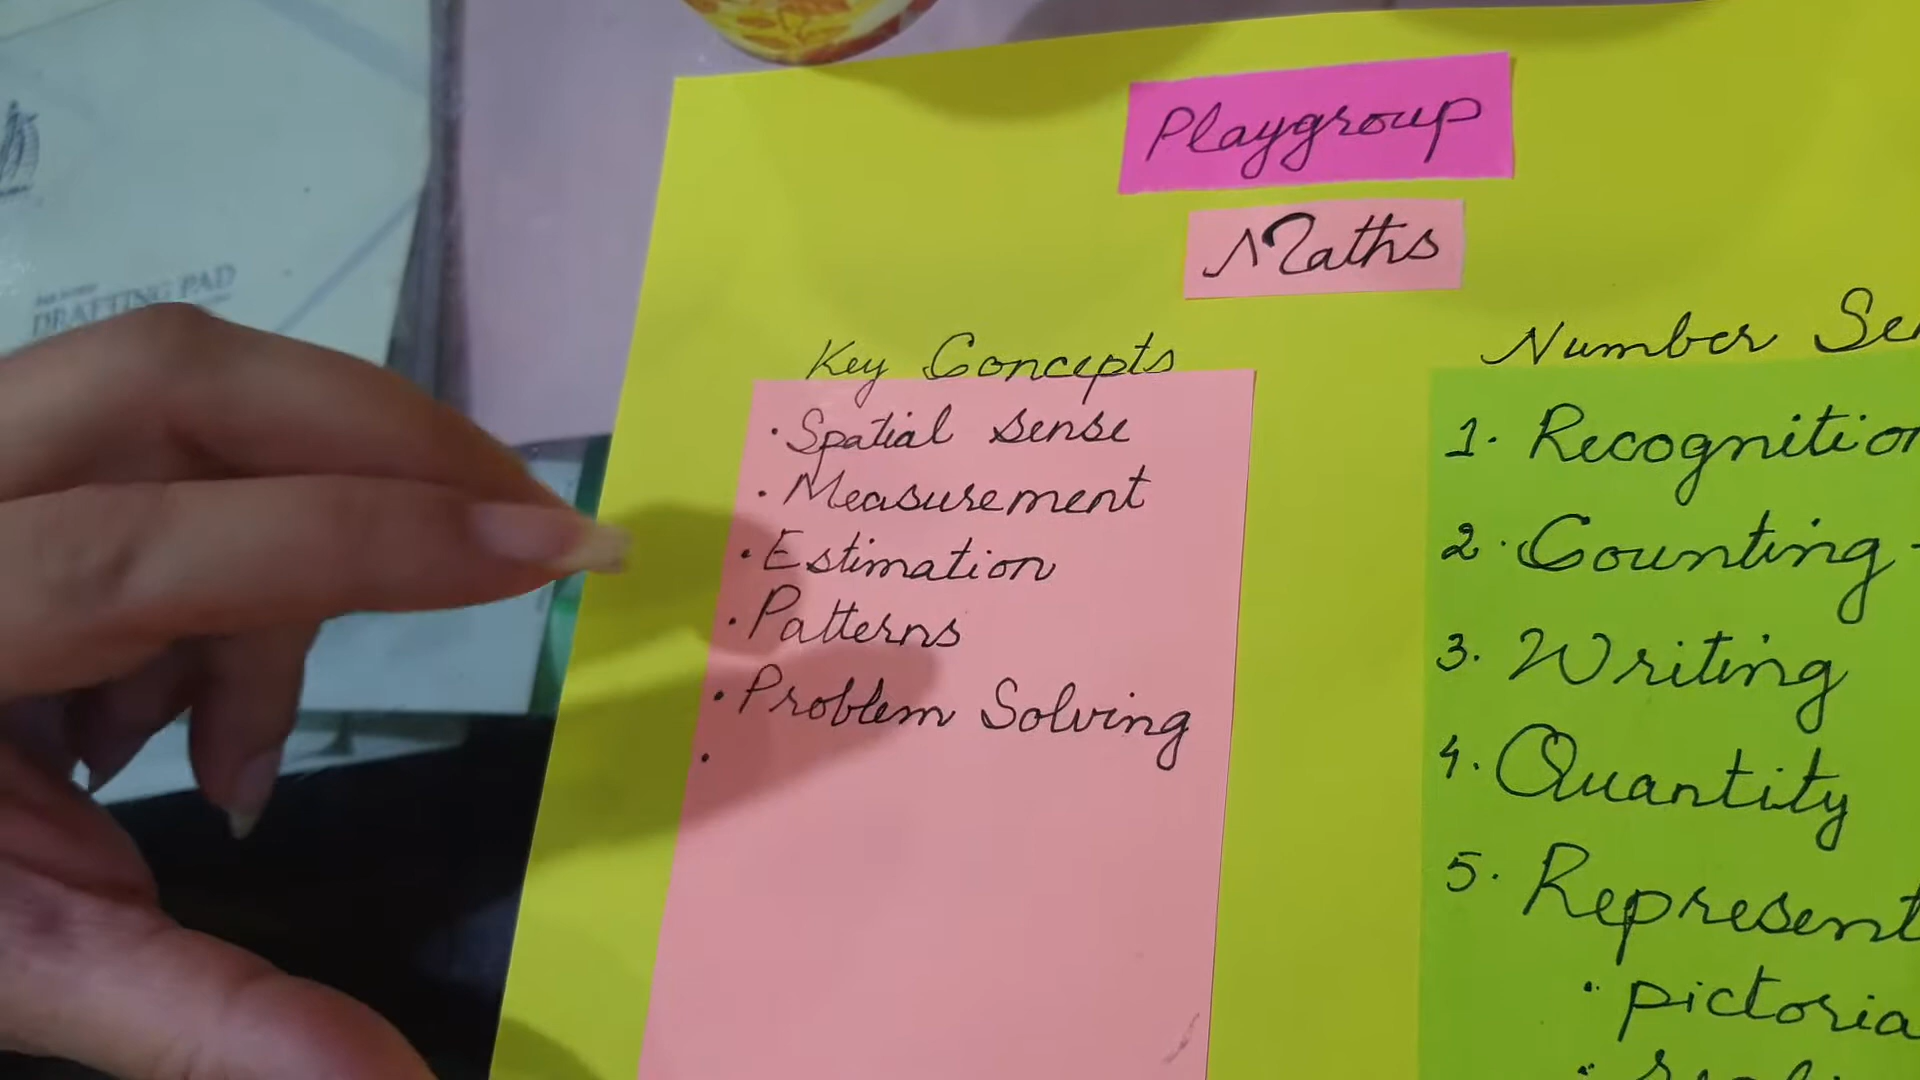 DRAFTING PAD
Playgroup
Maths
Key Concepts
· Spatial sense
· Measurement
· Estimation
· Patterns
· Problem Solving
·
Number Se
1. Recognition
2. Counting -
3. Writing
4. Quantity
5. Represent
· pictoria